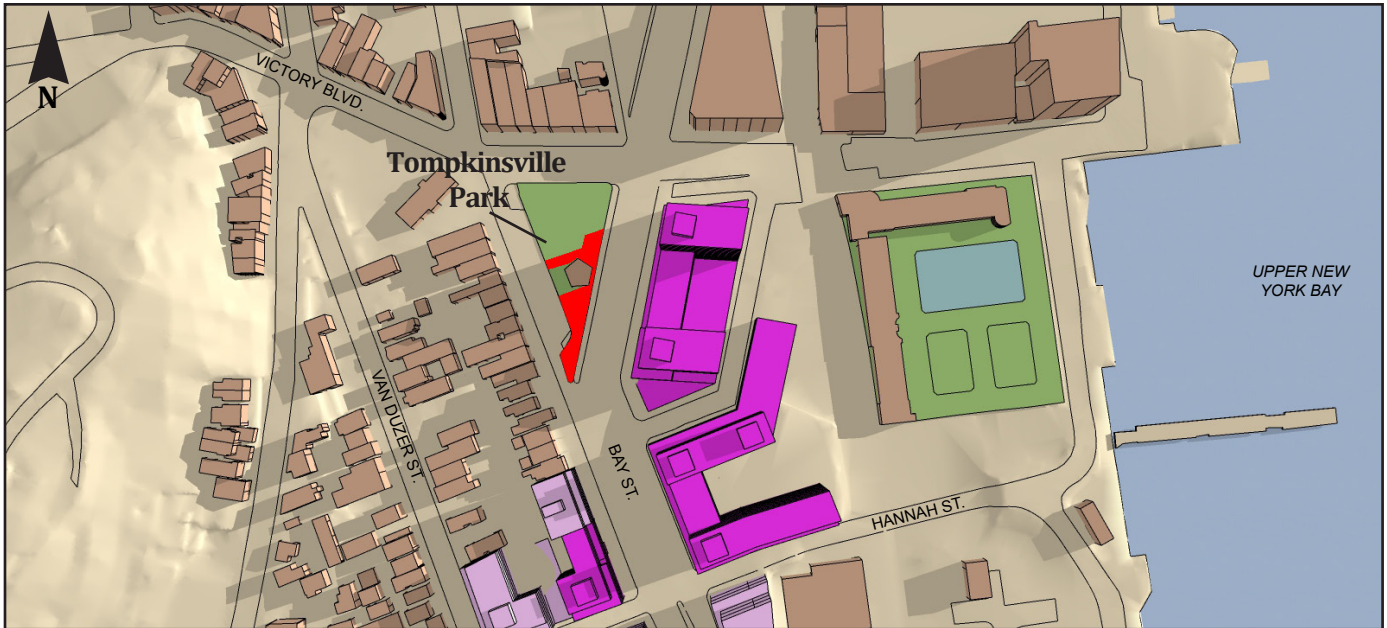 N
VICTORY BLVD.
Tompkinsville
Park
UPPER NEW
YORK BAY
VAN DUZER ST.
BAY ST.
HANNAH ST.